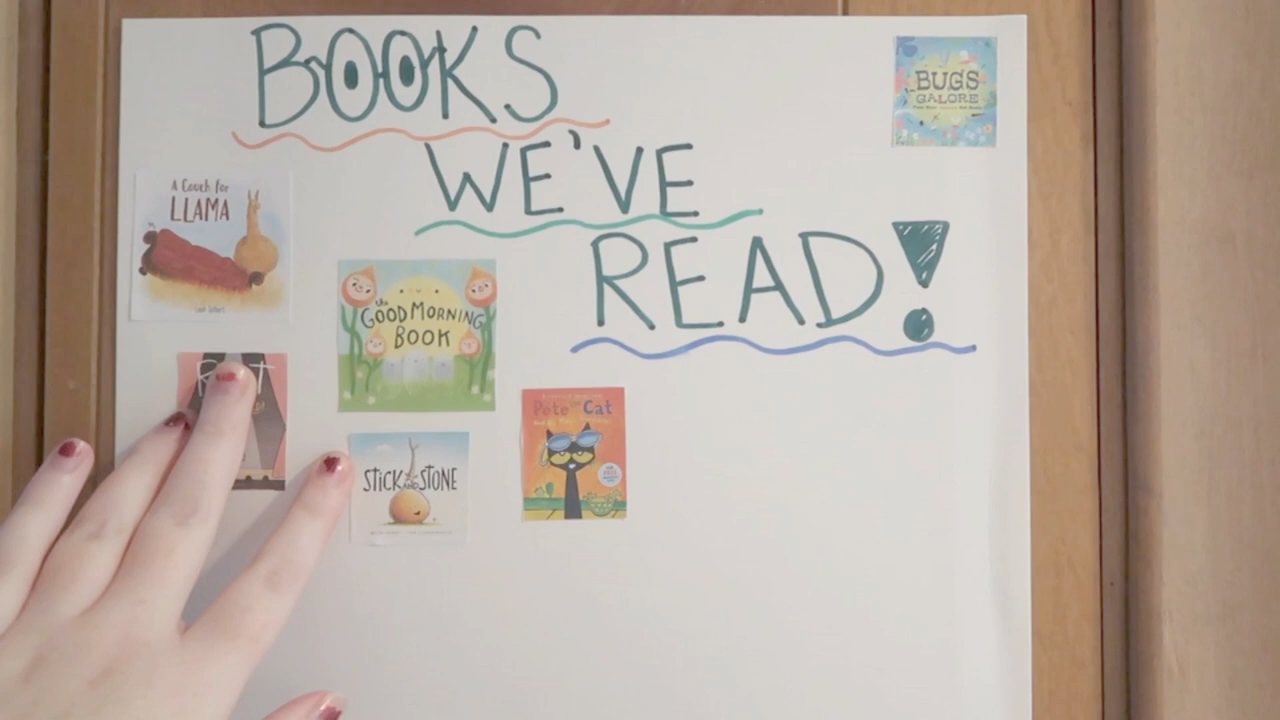 BOOKS
WE'VE
READ!
BUGS
GALORE
A Couch for
LLAMA
the
GOOD MORNING
BOOK
Pete the Cat
STICK AND STONE